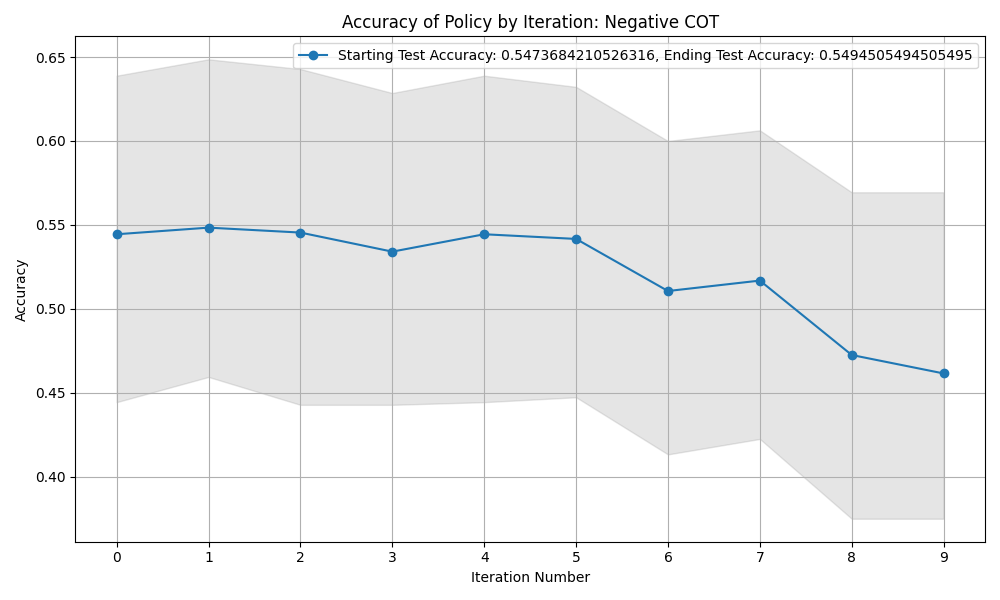 Accuracy of Policy by Iteration: Negative COT
Starting Test Accuracy: 0.5473684210526316, Ending Test Accuracy: 0.5494505494505495
0.65
0.60
0.55
0.50
0.45
0.40
Accuracy
0 1 2 3 4 5 6 7 8 9
Iteration Number